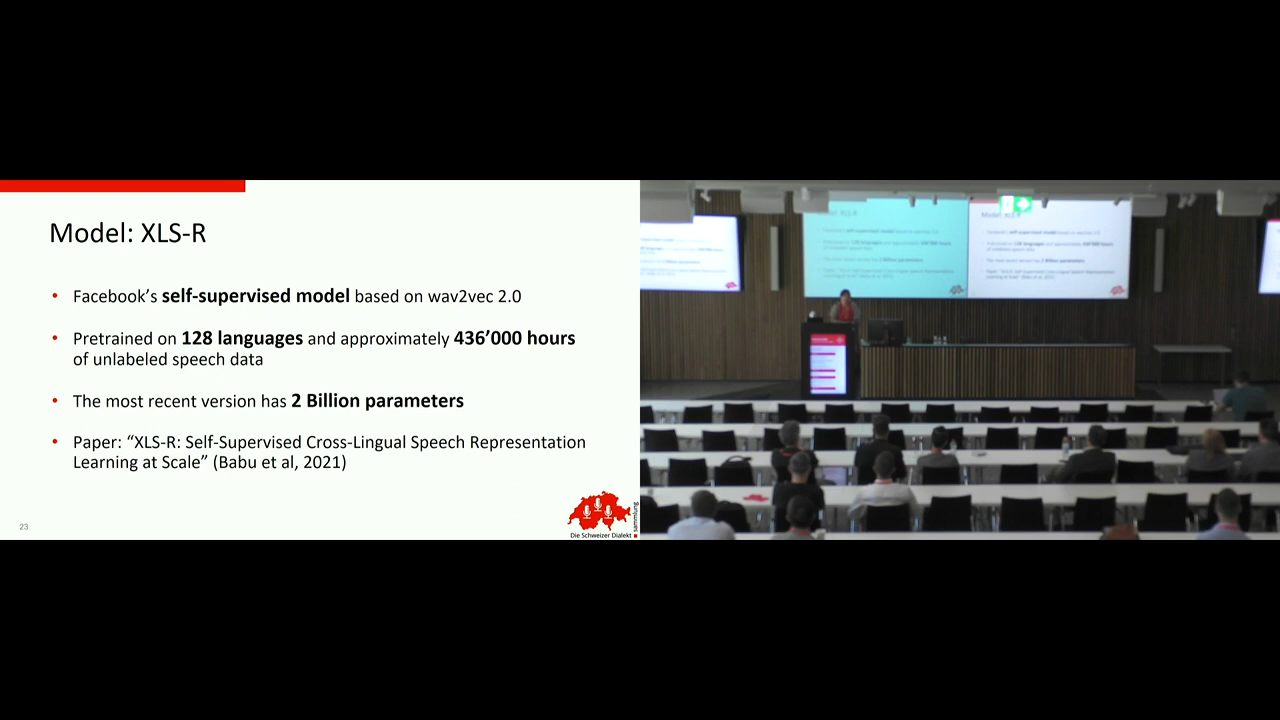 Model: XLS-R
• Facebook’s self-supervised model based on wav2vec 2.0
• Pretrained on 128 languages and approximately 436’000 hours
of unlabeled speech data
• The most recent version has 2 Billion parameters
• Paper: “XLS-R: Self-Supervised Cross-Lingual Speech Representation
Learning at Scale” (Babu et al, 2021)
23
Die Schweizer Dialekt
sammlung
Model: XLS-R